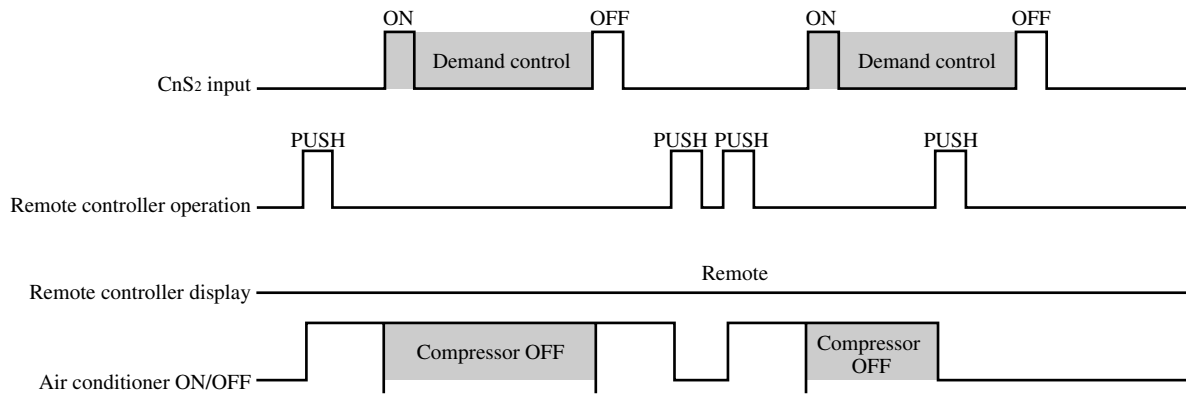 ON OFF ON OFF
Demand control Demand control
CnS2 input
PUSH PUSH PUSH PUSH
Remote controller operation
Remote
Remote controller display
Compressor OFF Compressor
OFF
Air conditioner ON/OFF